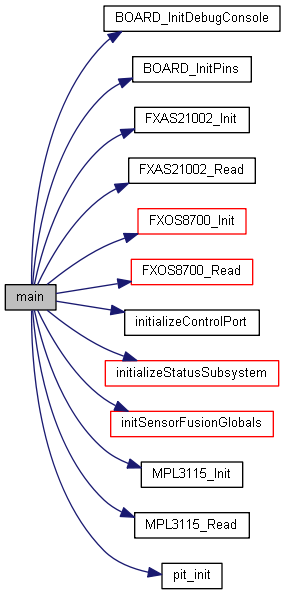 BOARD_InitDebugConsole
BOARD_InitPins
FXAS21002_Init
FXAS21002_Read
FXOS8700_Init
FXOS8700_Read
main
initializeControlPort
initializeStatusSubsystem
initSensorFusionGlobals
MPL3115_Init
MPL3115_Read
pit_init